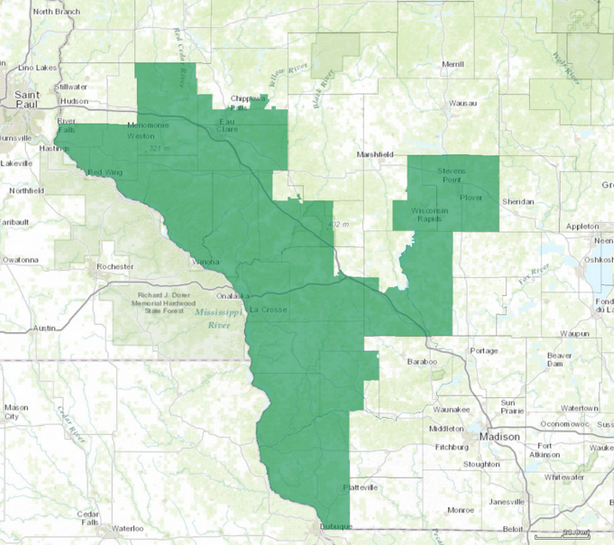 North Branch
Red Cedar River
Lino Lakes
Merrill
Yellow River
Black River
Wolf River
Stillwater
Saint
Paul
Hudson
Chippewa
Falls
Wausau
River
Falls
Menomonie
Weston
Eau
Claire
Hastings
321 m
Marshfield
Lakeville
Red Wing
Stevens
Point
Northfield
Plover
Sheridan
Wisconsin
Rapids
Faribault
402 m
Appleton
Owatonna
Winona
Rochester
Fox River
Oshkosh
Richard J. Dorer
Memorial Hardwood
State Forest
Onalaska
La Crosse
Mississippi
River
Fond
du La
Austin
Waupun
Portage
Baraboo
Beaver
Dam
Mason
City
Cedar River
Sun
Prairie
Waunakee
Watertown
Middleton
Madison
Oconomowoc
Fitchburg
Fort
Atkinson
Stoughton
Whitewater
Platteville
Janesville
Monroe
Cedar
Falls
Waterloo
Dubuque
Beloit